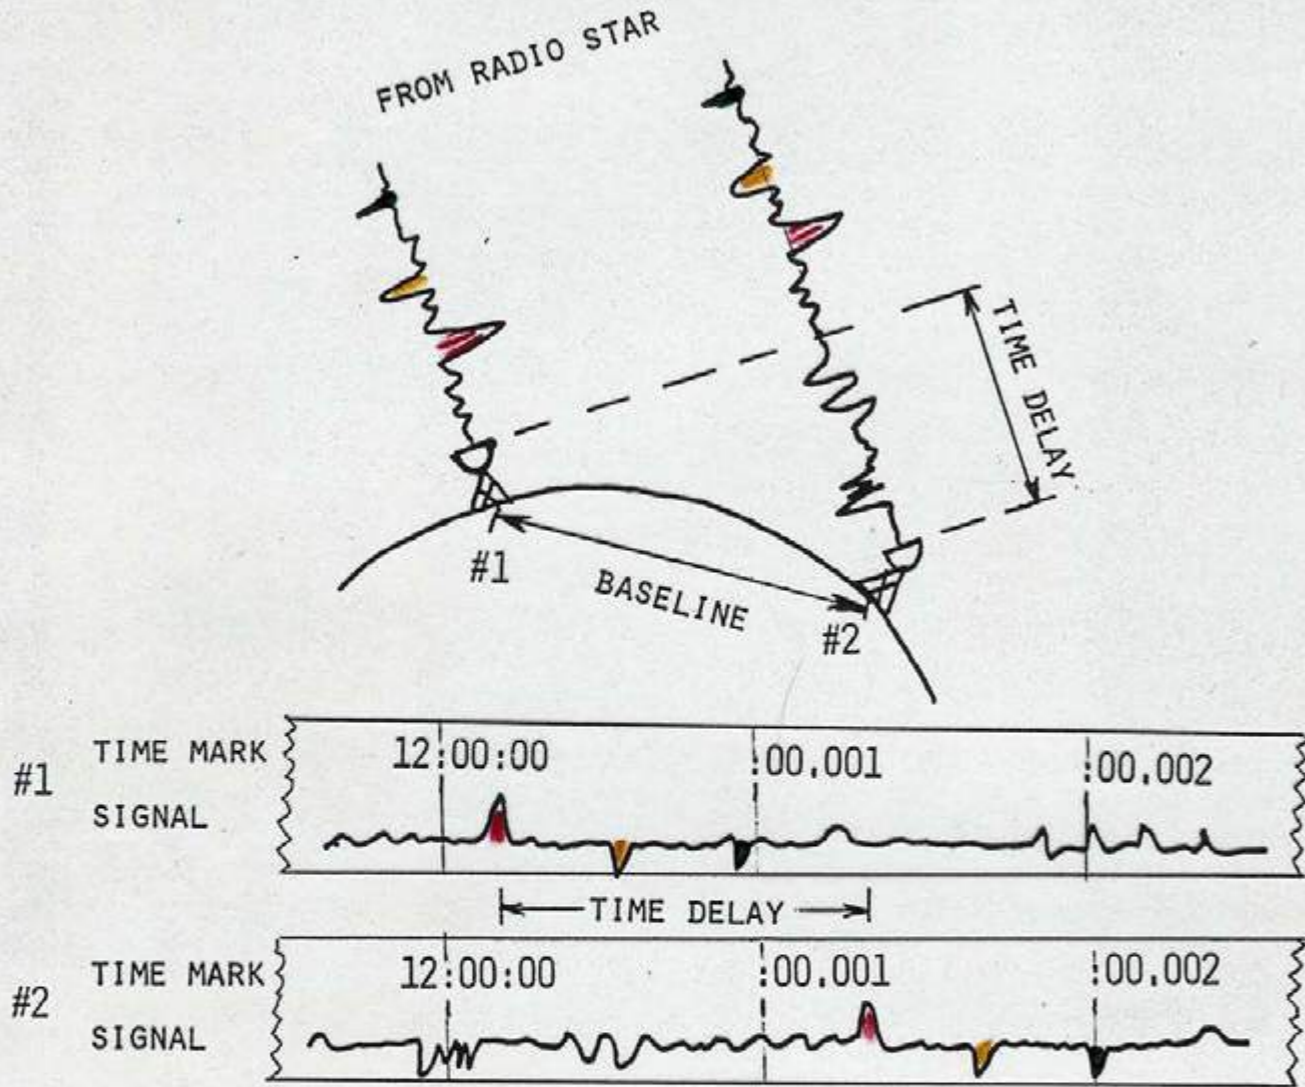 FROM RADIO STAR
TIME DELAY
#1
BASELINE
#2
#1
TIME MARK 12:00:00 :00.001 :00.002
SIGNAL
TIME DELAY
#2
TIME MARK 12:00:00 :00.001 :00.002
SIGNAL